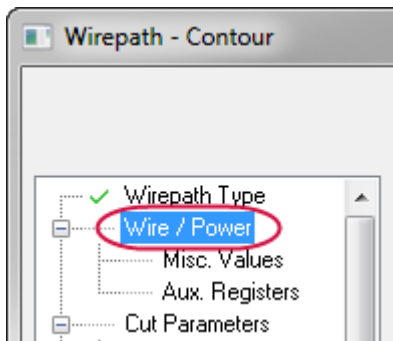 Wirepath - Contour
Wirepath Type
Wire / Power
Misc. Values
Aux. Registers
Cut Parameters